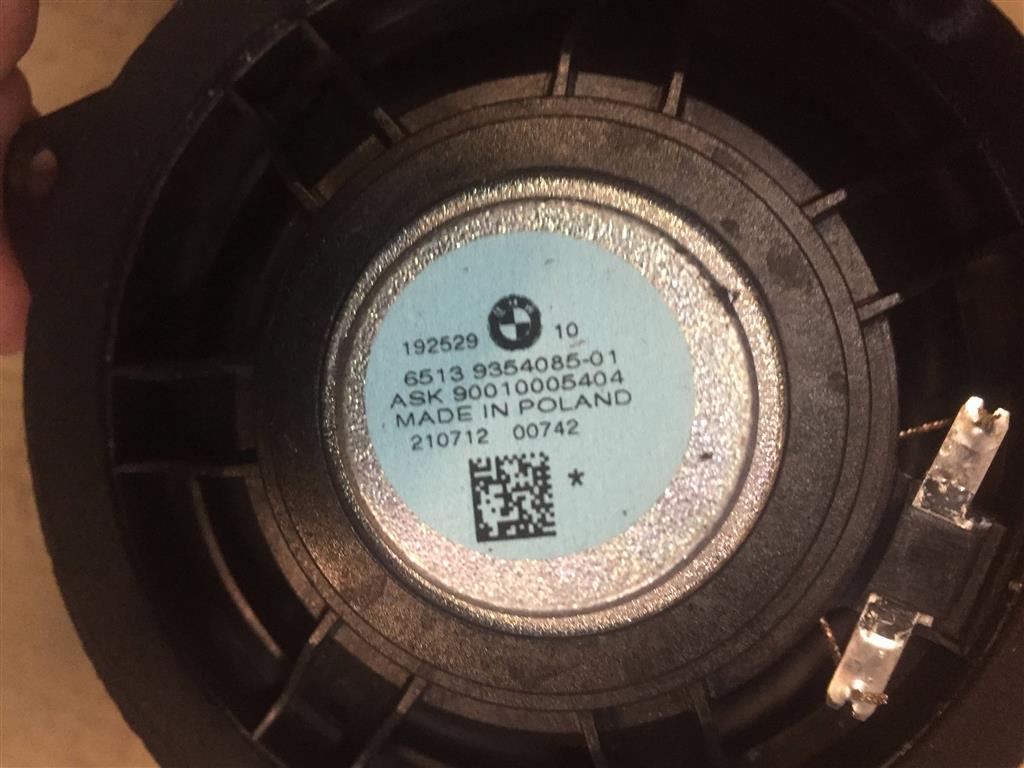 192529 10
6513 9354085-01
ASK 90010005404
MADE IN POLAND
210712 00742
*